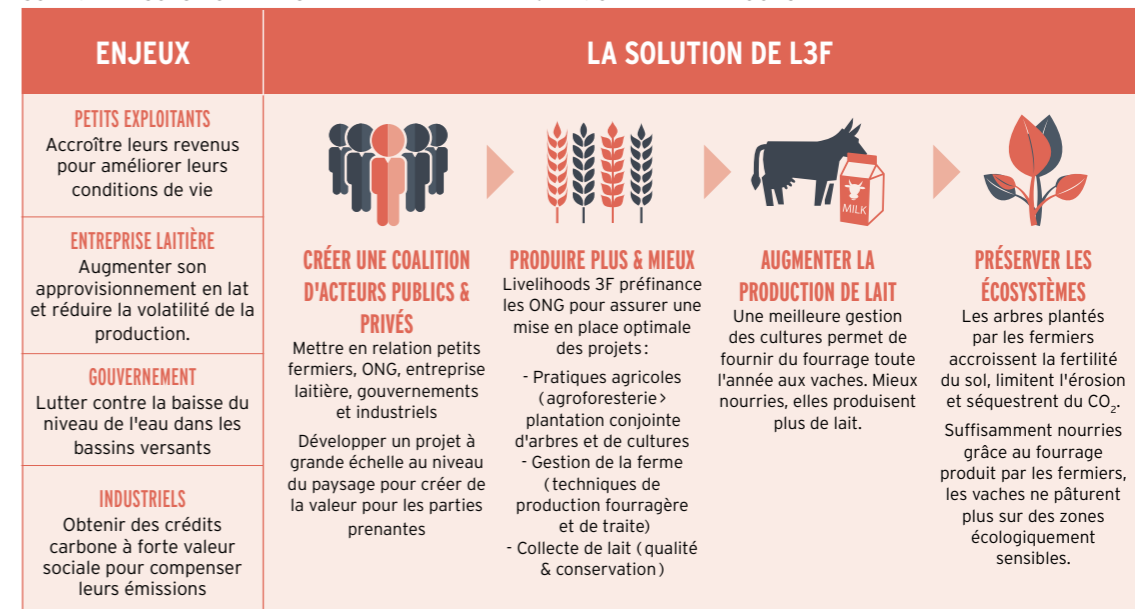 ENJEUX
LA SOLUTION DE L3F
PETITS EXPLOITANTS
Accroître leurs revenus
pour améliorer leurs
conditions de vie
ENTREPRISE LAITIÈRE
Augmenter son
approvisionnement en lat
et réduire la volatilité de la
production.
GOUVERNEMENT
Lutter contre la baisse du
niveau de l'eau dans les
bassins versants
INDUSTRIELS
Obtenir des crédits
carbone à forte valeur
sociale pour compenser
leurs émissions
CRÉER UNE COALITION
D'ACTEURS PUBLICS &
PRIVÉS
Mettre en relation petits
fermiers, ONG, entreprise
laitière, gouvernements
et industriels
Développer un projet à
grande échelle au niveau
du paysage pour créer de
la valeur pour les parties
prenantes
PRODUIRE PLUS & MIEUX
Livelihoods 3F préfinance
les ONG pour assurer une
mise en place optimale
des projets:
- Pratiques agricoles
(agroforesterie>
plantation conjointe
d'arbres et de cultures
- Gestion de la ferme
(techniques de
production fourragère
et de traite)
- Collecte de lait (qualité
& conservation)
MILK
AUGMENTER LA
PRODUCTION DE LAIT
Une meilleure gestion
des cultures permet de
fournir du fourrage toute
l'année aux vaches. Mieux
nourries, elles produisent
plus de lait.
PRÉSERVER LES
ÉCOSYSTÈMES
Les arbres plantés
par les fermiers
accroissent la fertilité
du sol, limitent l'érosion
et séquestrent du CO₂.
Suffisamment nourries
grâce au fourrage
produit par les fermiers,
les vaches ne pâturent
plus sur des zones
écologiquement
sensibles.